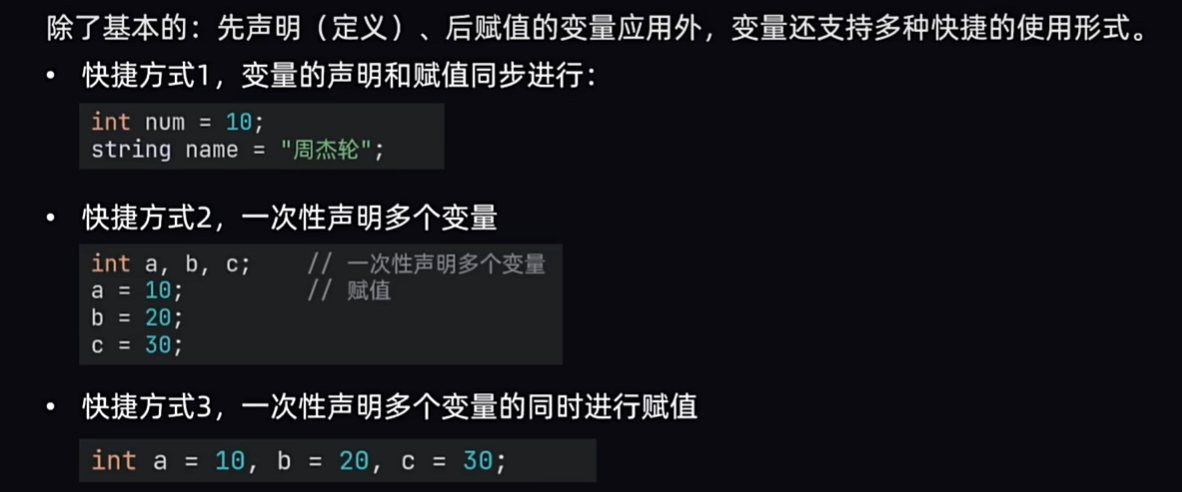 除了基本的：先声明（定义）、后赋值的变量应用外，变量还支持多种快捷的使用形式。
• 快捷方式1，变量的声明和赋值同步进行：
int num = 10;
string name = "周杰轮";
• 快捷方式2，一次性声明多个变量
int a, b, c;    // 一次性声明多个变量
a = 10;         // 赋值
b = 20;
c = 30;
• 快捷方式3，一次性声明多个变量的同时进行赋值
int a = 10, b = 20, c = 30;